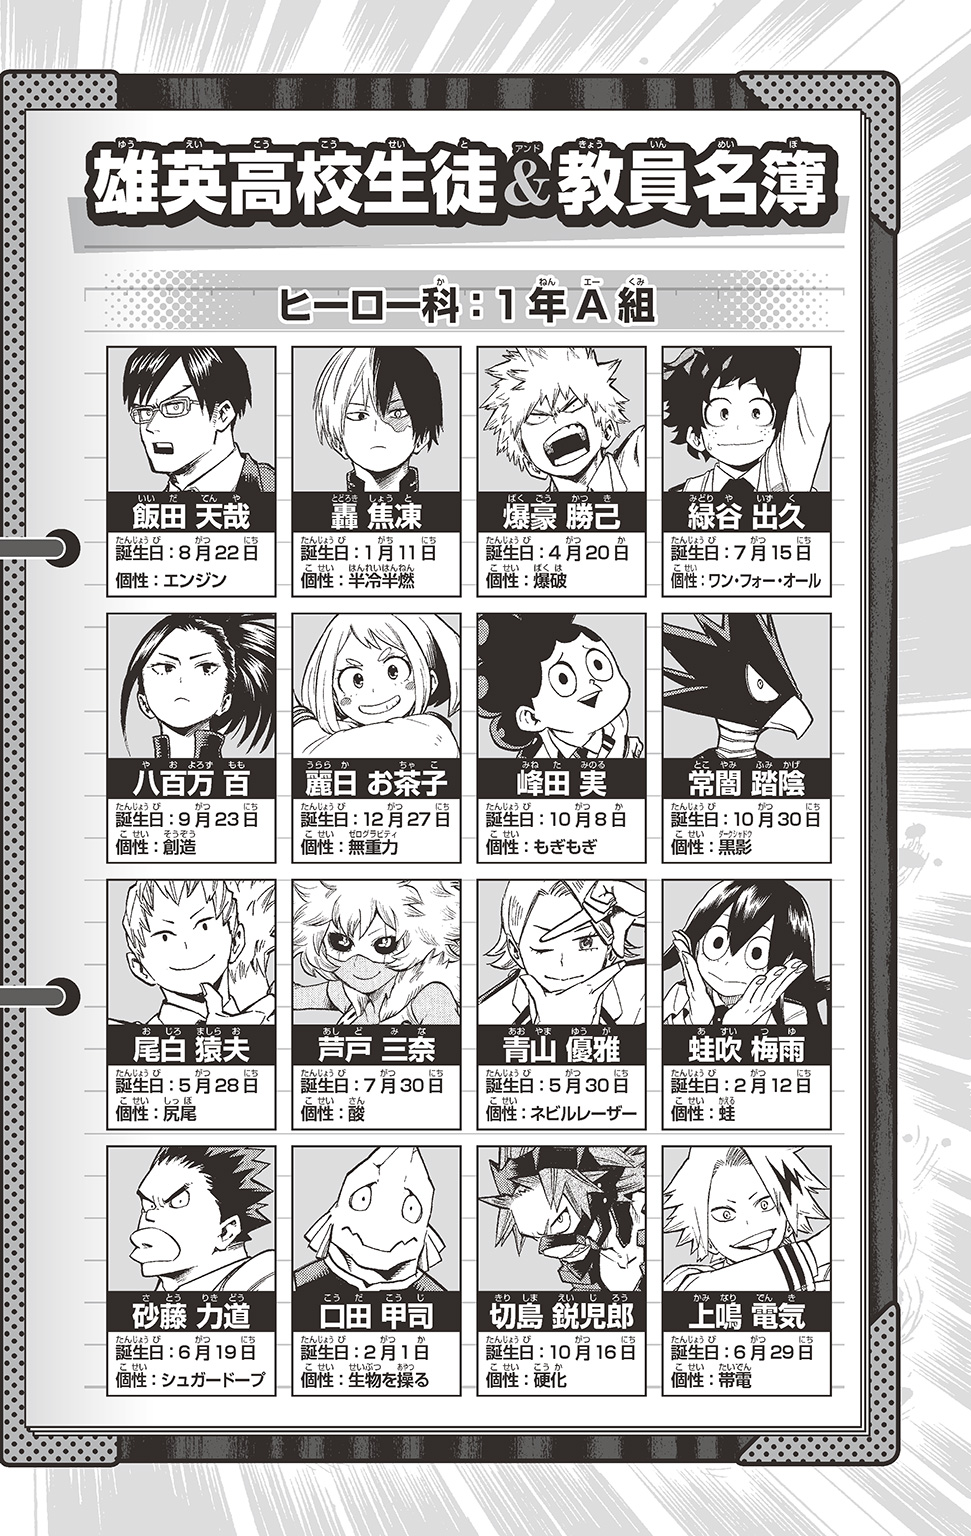 雄英高校生徒&教員名簿
ヒーロー科:1年A組
飯田 天哉
誕生日:8月22日
個性:エンジン
轟 焦凍
誕生日:1月11日
個性:半冷半燃
爆豪 勝己
誕生日:4月20日
個性:爆破
緑谷 出久
誕生日:7月15日
個性:ワン・フォー・オール
八百万 百
誕生日:9月23日
個性:創造
麗日 お茶子
誕生日:12月27日
個性:無重力
峰田 実
誕生日:10月8日
個性:もぎもぎ
常闇 踏陰
誕生日:10月30日
個性:黒影
尾白 猿夫
誕生日:5月28日
個性:尻尾
芦戸 三奈
誕生日:7月30日
個性:酸
青山 優雅
誕生日:5月30日
個性:ネビルレーザー
蛙吹 梅雨
誕生日:2月12日
個性:蛙
砂藤 力道
誕生日:6月19日
個性:シュガードープ
口田 甲司
誕生日:2月1日
個性:生物を操る
切島 鋭児郎
誕生日:10月16日
個性:硬化
上鳴 電気
誕生日:6月29日
個性:帯電